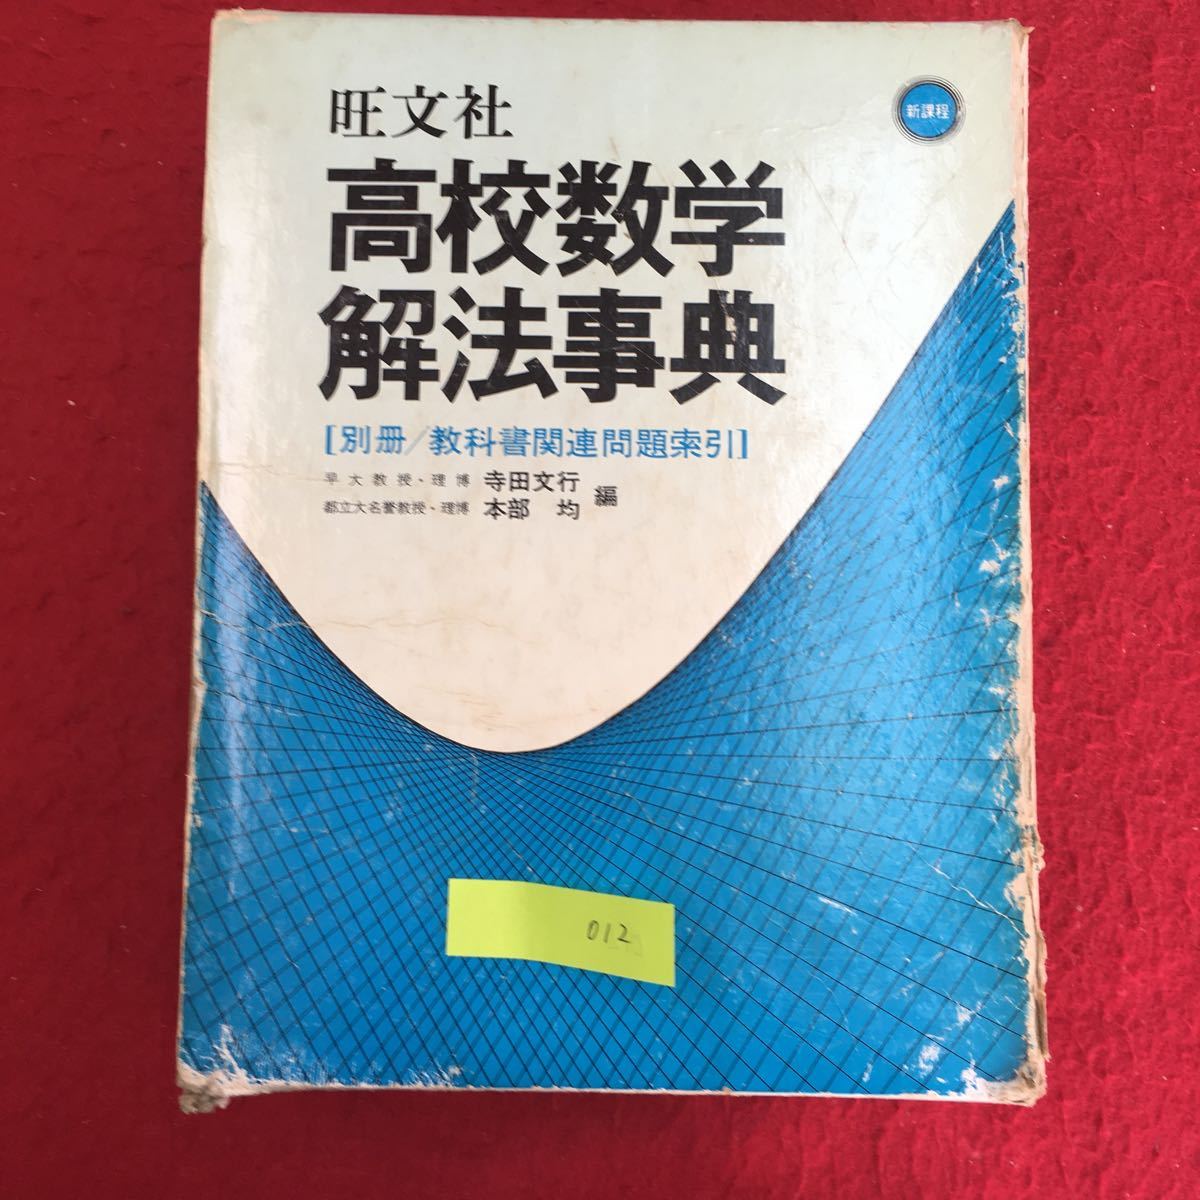 旺文社
新課程
高校数学
解法事典
[別冊/教科書関連問題索引]
早大教授・理博 寺田文行
都立大名誉教授・理博 本部 均
編
012